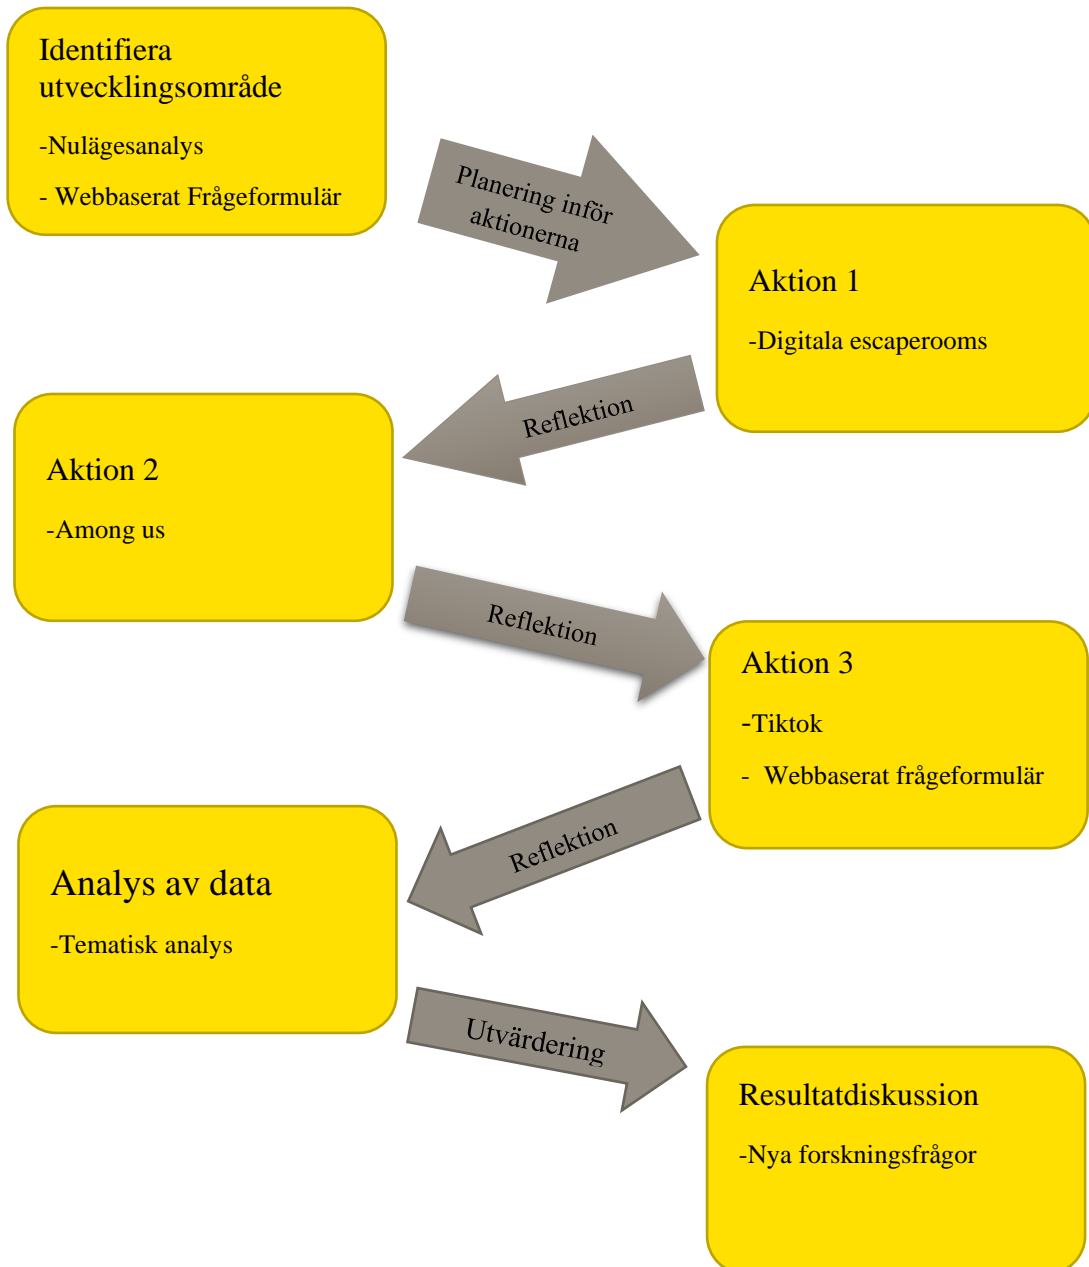 Identifiera
utvecklingsområde
-Nulägesanalys
- Webbaserat Frågeformulär
Planering inför
aktionerna
Aktion 1
-Digitala escaperooms
Reflektion
Aktion 2
-Among us
Reflektion
Aktion 3
-Tiktok
- Webbaserat frågeformulär
Reflektion
Analys av data
-Tematisk analys
Utvärdering
Resultatdiskussion
-Nya forskningsfrågor